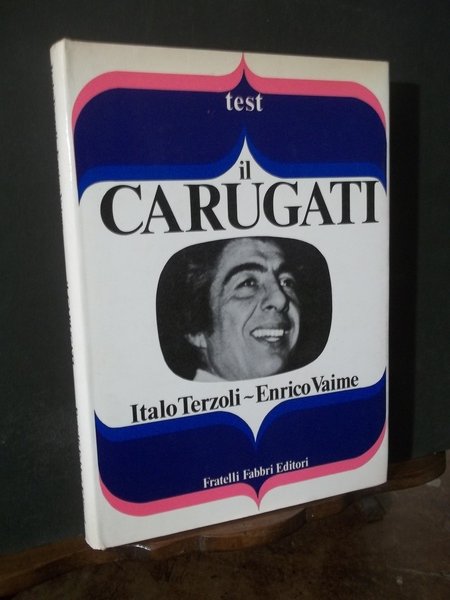 test
il
CARUGATI
Italo Terzoli ~ Enrico Vaime
Fratelli Fabbri Editori